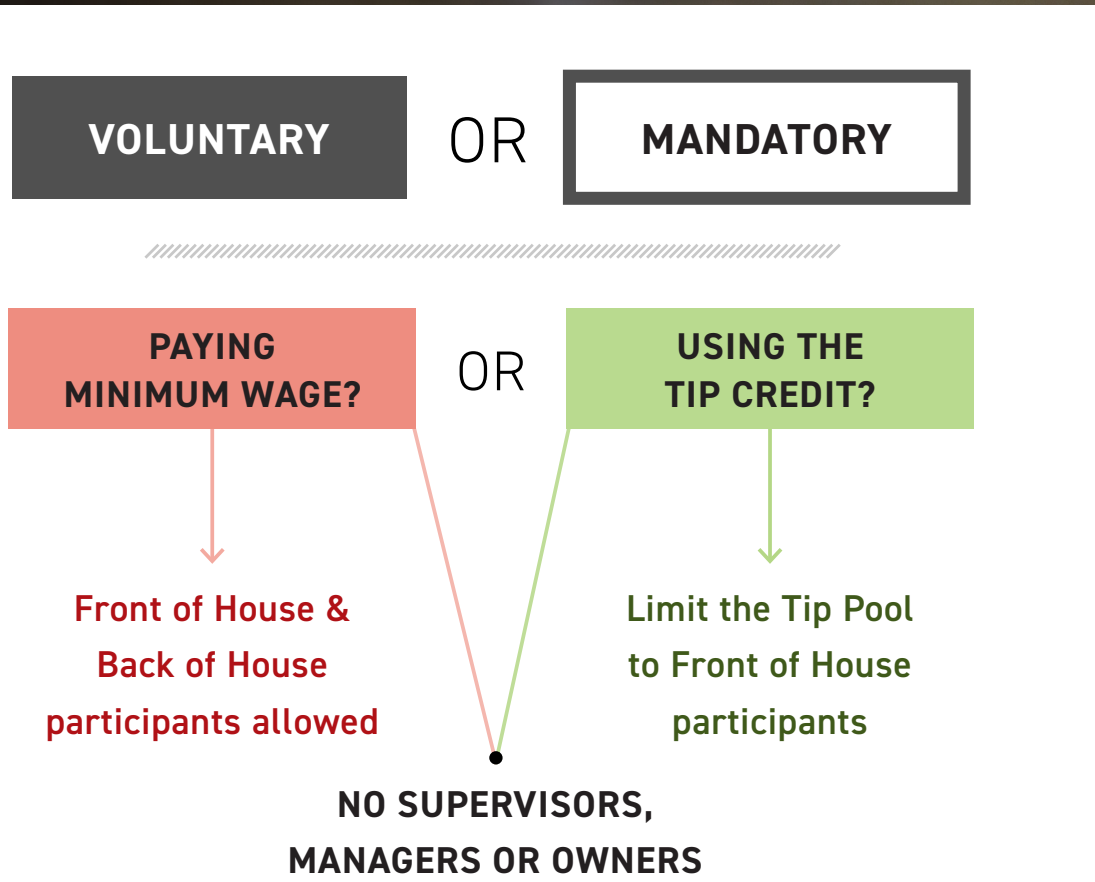 VOLUNTARY OR MANDATORY
PAYING
MINIMUM WAGE?
OR
USING THE
TIP CREDIT?
Front of House &
Back of House
participants allowed
Limit the Tip Pool
to Front of House
participants
NO SUPERVISORS,
MANAGERS OR OWNERS